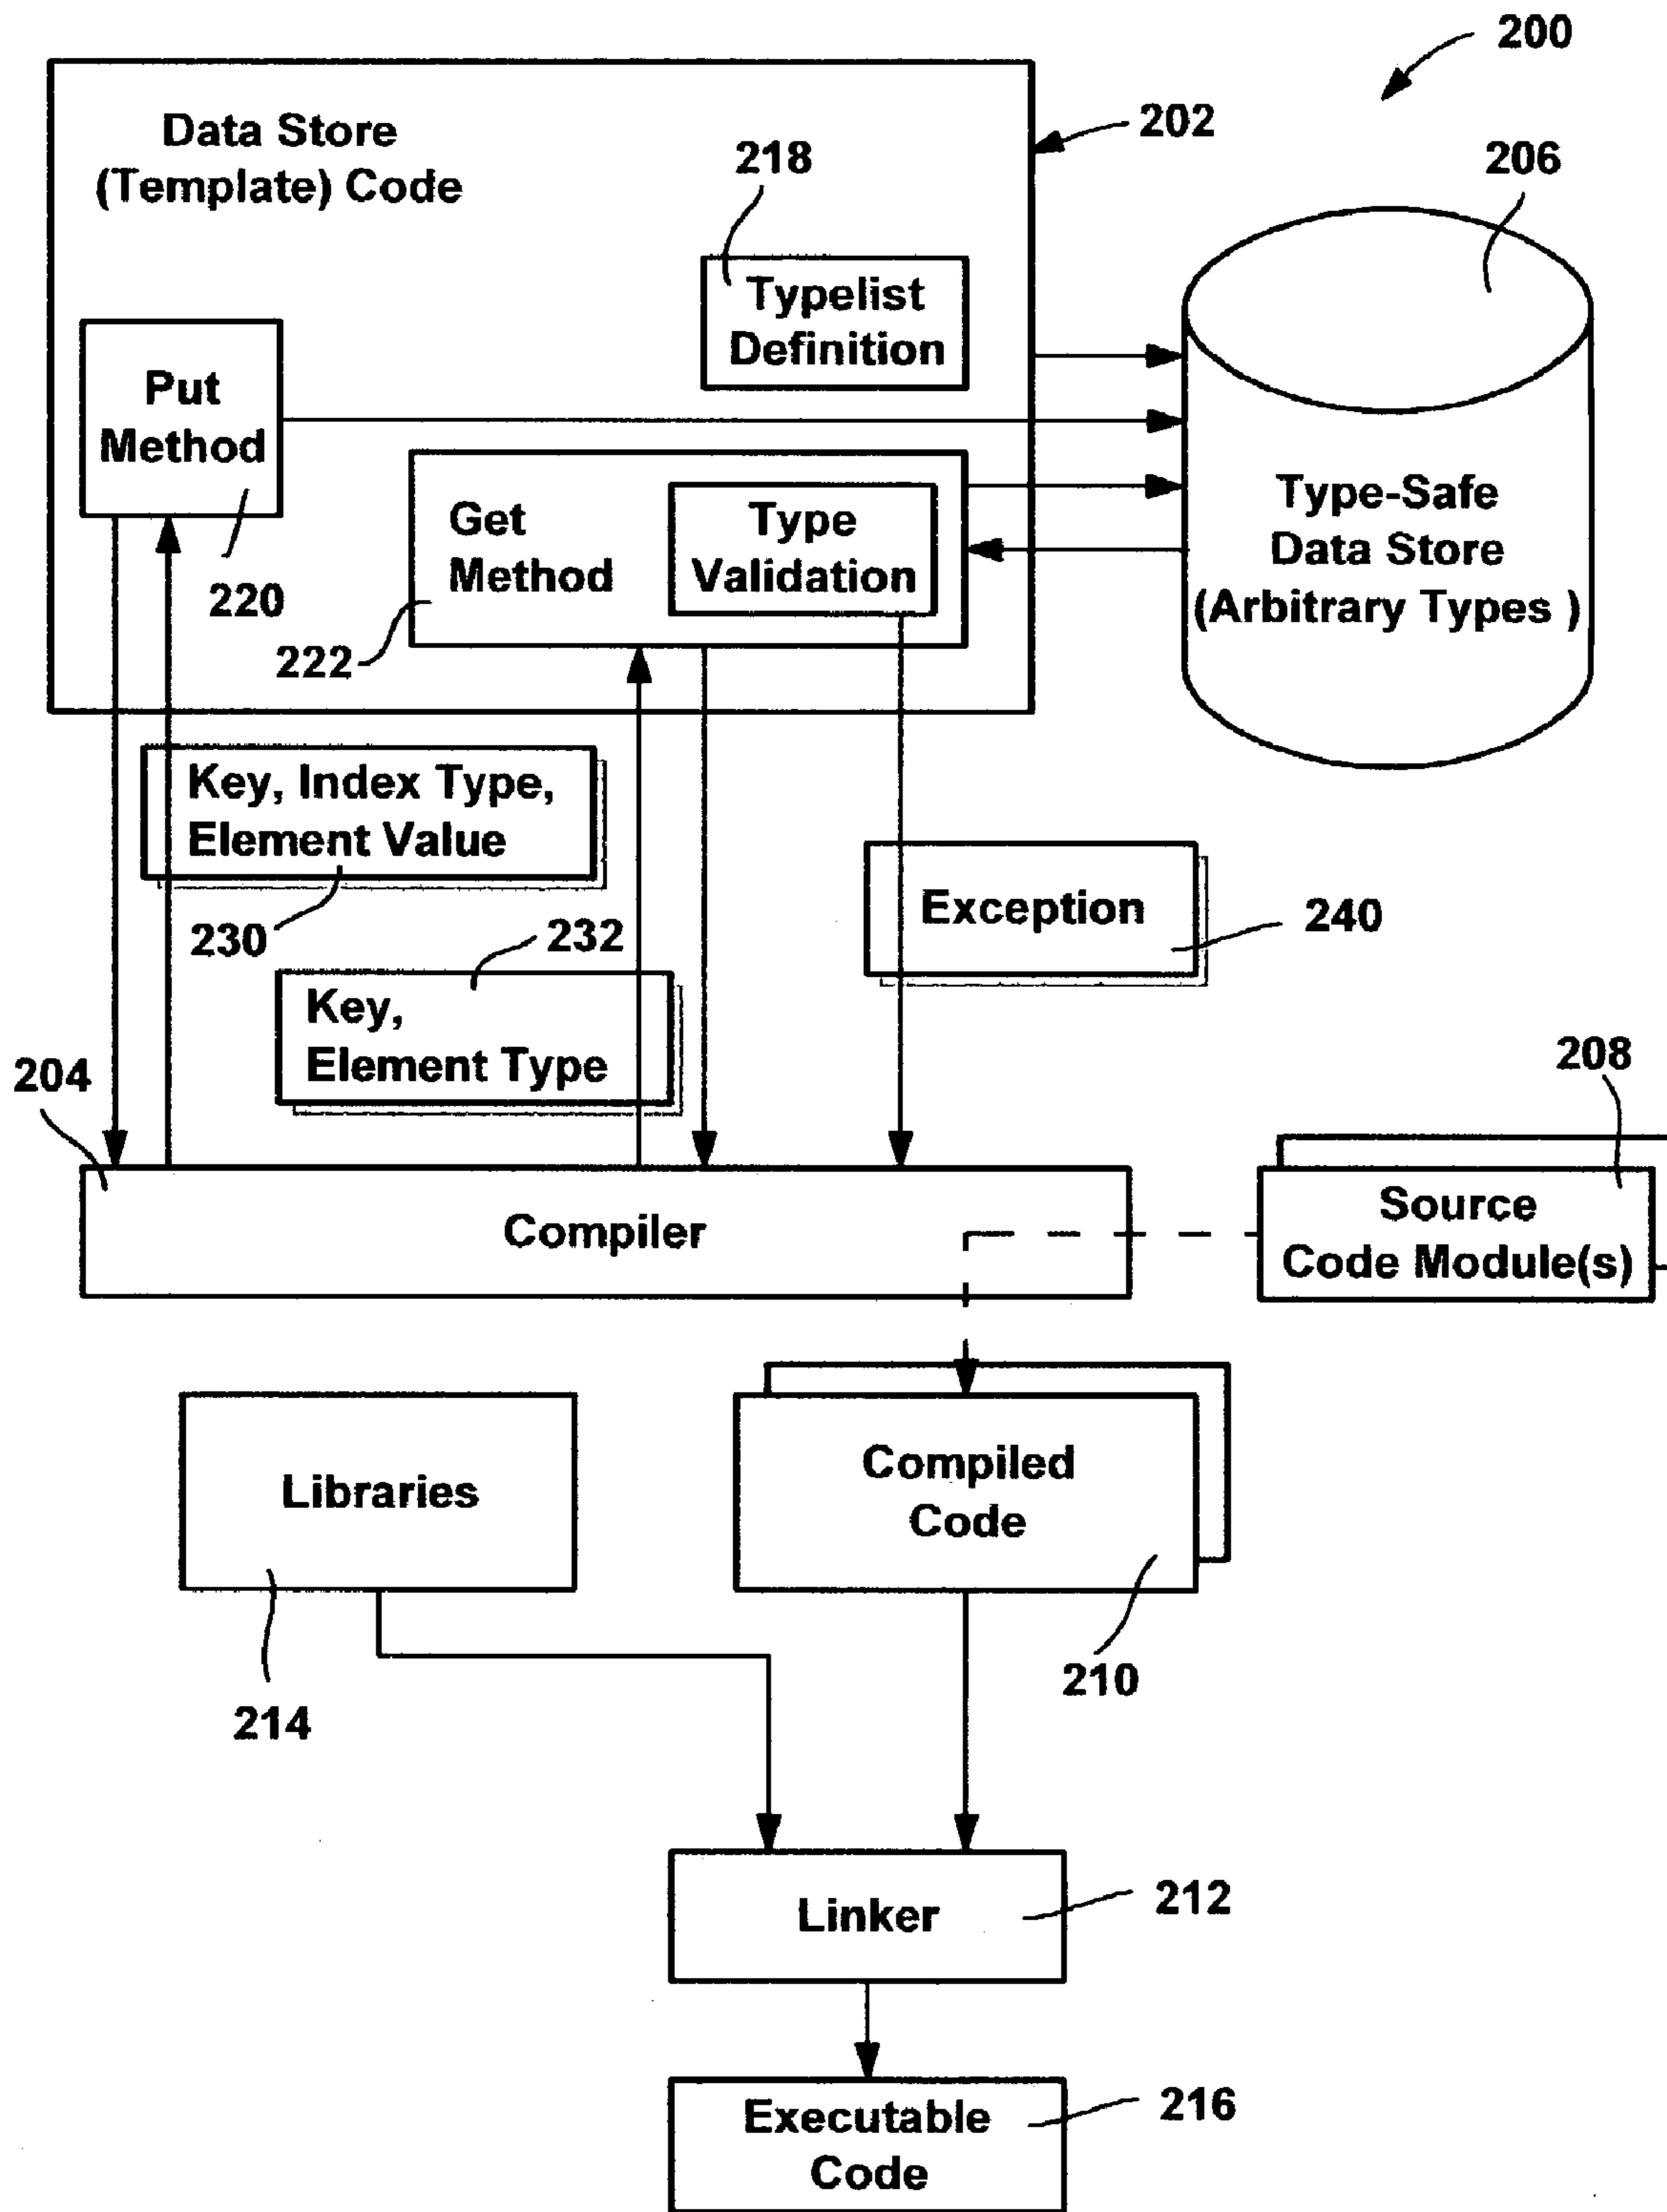 200
Data Store
(Template) Code
202
218
206
Typelist
Definition
Put
Method
220
Get
Method
Type
Validation
222
Type-Safe
Data Store
(Arbitrary Types )
Key, Index Type,
Element Value
230
232
Exception
240
Key,
Element Type
204
208
Compiler
Source
Code Module(s)
Libraries
214
Compiled
Code
210
Linker
212
Executable
Code
216